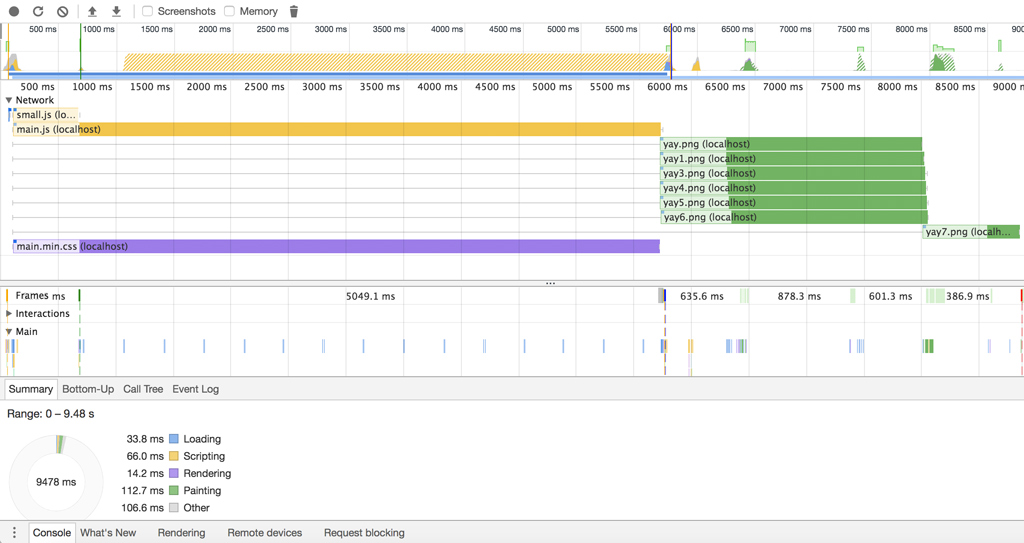 Screenshots Memory
500 ms 1000 ms 1500 ms 2000 ms 2500 ms 3000 ms 3500 ms 4000 ms 4500 ms 5000 ms 5500 ms 6000 ms 6500 ms 7000 ms 7500 ms 8000 ms 8500 ms 900
500 ms 1000 ms 1500 ms 2000 ms 2500 ms 3000 ms 3500 ms 4000 ms 4500 ms 5000 ms 5500 ms 6000 ms 6500 ms 7000 ms 7500 ms 8000 ms 8500 ms 9000 m
Network
small.js (lo...
main.js (localhost)
yay.png (localhost)
yay1.png (localhost)
yay3.png (localhost)
yay4.png (localhost)
yay5.png (localhost)
yay6.png (localhost)
yay7.png (localh...
main.min.css (localhost)
...
Frames ms 5049.1 ms 635.6 ms 878.3 ms 601.3 ms 386.9 ms
Interactions
Main
Summary Bottom-Up Call Tree Event Log
Range: 0 – 9.48 s
33.8 ms Loading
66.0 ms Scripting
14.2 ms Rendering
9478 ms
112.7 ms Painting
106.6 ms Other
Console What's New Rendering Remote devices Request blocking